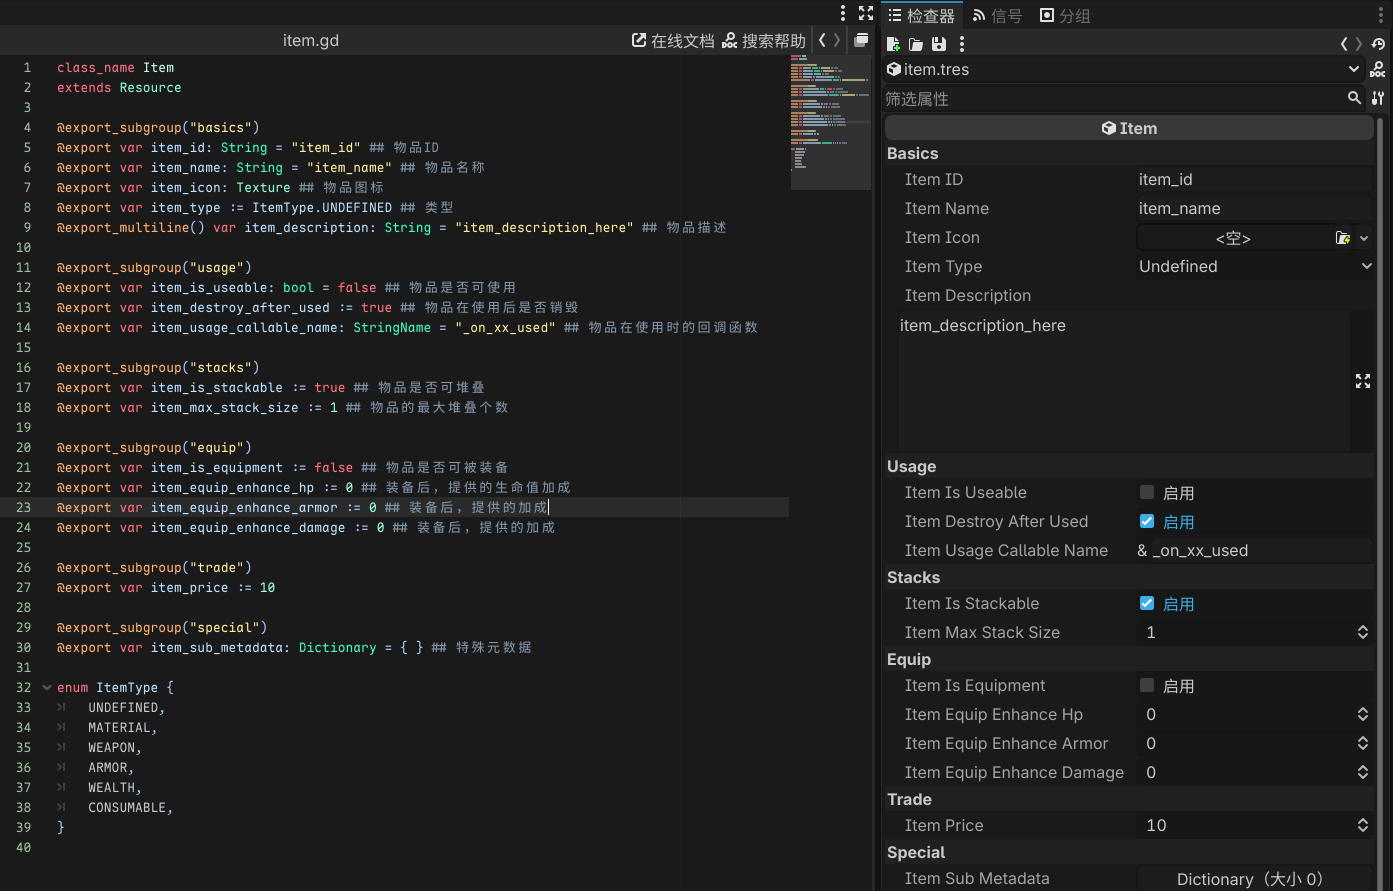 item.gd
在线文档 搜索帮助
1 class_name Item
2 extends Resource
3
4 @export_subgroup("basics")
5 @export var item_id: String = "item_id" ## 物品ID
6 @export var item_name: String = "item_name" ## 物品名称
7 @export var item_icon: Texture ## 物品图标
8 @export var item_type := ItemType.UNDEFINED ## 类型
9 @export_multiline() var item_description: String = "item_description_here" ## 物品描述
10
11 @export_subgroup("usage")
12 @export var item_is_useable: bool = false ## 物品是否可使用
13 @export var item_destroy_after_used := true ## 物品在使用后是否销毁
14 @export var item_usage_callable_name: StringName = "_on_xx_used" ## 物品在使用时的回调函数
15
16 @export_subgroup("stacks")
17 @export var item_is_stackable := true ## 物品是否可堆叠
18 @export var item_max_stack_size := 1 ## 物品的最大堆叠个数
19
20 @export_subgroup("equip")
21 @export var item_is_equipment := false ## 物品是否可被装备
22 @export var item_equip_enhance_hp := 0 ## 装备后，提供的生命值加成
23 @export var item_equip_enhance_armor := 0 ## 装备后，提供的加成
24 @export var item_equip_enhance_damage := 0 ## 装备后，提供的加成
25
26 @export_subgroup("trade")
27 @export var item_price := 10
28
29 @export_subgroup("special")
30 @export var item_sub_metadata: Dictionary = { } ## 特殊元数据
31
32 enum ItemType {
33 UNDEFINED,
34 MATERIAL,
35 WEAPON,
36 ARMOR,
37 WEALTH,
38 CONSUMABLE,
39 }
40
检查器 信号 分组
item.tres
DOC
筛选属性
Item
Basics
Item ID item_id
Item Name item_name
Item Icon <空>
Item Type Undefined
Item Description
item_description_here
Usage
Item Is Useable 启用
Item Destroy After Used 启用
Item Usage Callable Name & _on_xx_used
Stacks
Item Is Stackable 启用
Item Max Stack Size 1
Equip
Item Is Equipment 启用
Item Equip Enhance Hp 0
Item Equip Enhance Armor 0
Item Equip Enhance Damage 0
Trade
Item Price 10
Special
Item Sub Metadata Dictionary（大小 0）